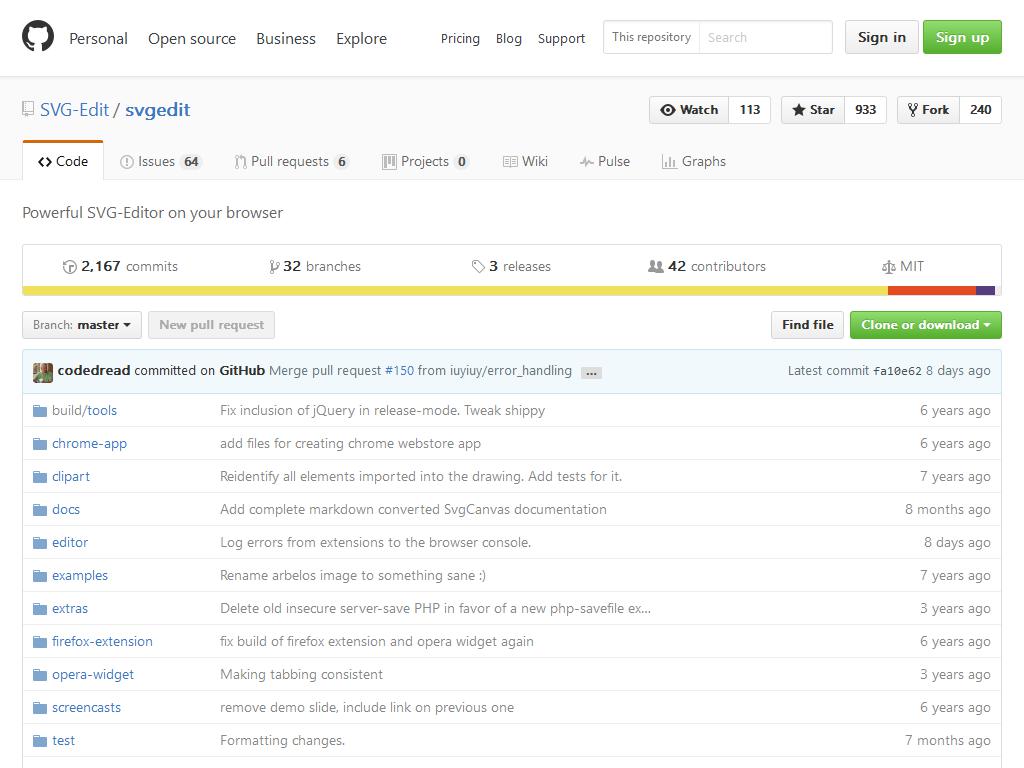 Personal Open source Business Explore Pricing Blog Support This repository Search Sign in Sign up
SVG-Edit / svgedit Watch 113 Star 933 Fork 240
Code Issues 64 Pull requests 6 Projects 0 Wiki Pulse Graphs
Powerful SVG-Editor on your browser
2,167 commits 32 branches 3 releases 42 contributors MIT
Branch: master New pull request Find file Clone or download
codedread committed on GitHub Merge pull request #150 from iuyiuy/error_handling … Latest commit fa10e62 8 days ago
build/tools Fix inclusion of jQuery in release-mode. Tweak shippy 6 years ago
chrome-app add files for creating chrome webstore app 6 years ago
clipart Reidentify all elements imported into the drawing. Add tests for it. 7 years ago
docs Add complete markdown converted SvgCanvas documentation 8 months ago
editor Log errors from extensions to the browser console. 8 days ago
examples Rename arbelos image to something sane :) 7 years ago
extras Delete old insecure server-save PHP in favor of a new php-savefile ex… 3 years ago
firefox-extension fix build of firefox extension and opera widget again 6 years ago
opera-widget Making tabbing consistent 3 years ago
screencasts remove demo slide, include link on previous one 6 years ago
test Formatting changes. 7 months ago